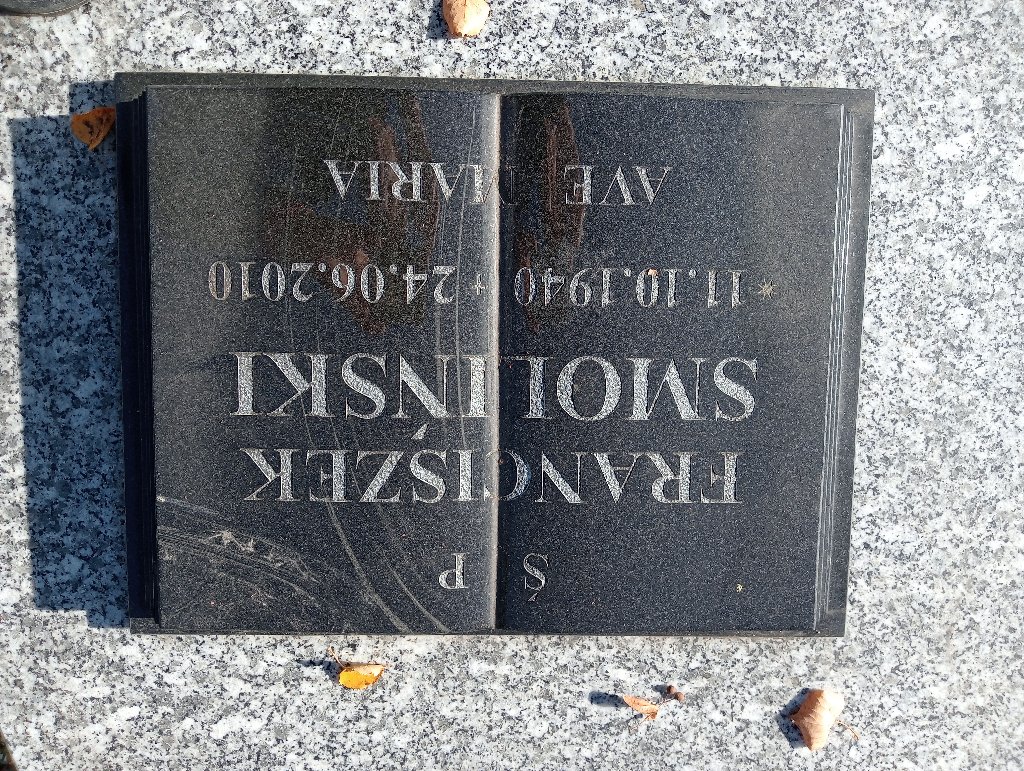 Ś P
FRANCISZEK
SMOLIŃSKI
* 11.10.1940 + 24.06.2010
AVE MARIA